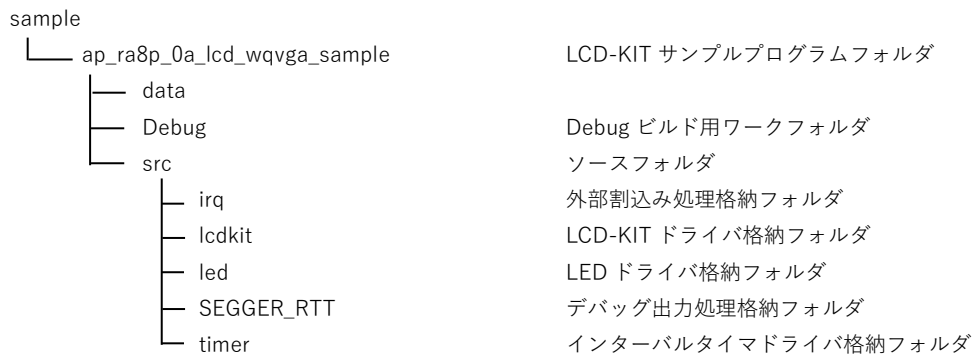 sample
ap_ra8p_0a_lcd_wqvga_sample LCD-KIT サンプルプログラムフォルダ
data
Debug Debug ビルド用ワークフォルダ
src ソースフォルダ
irq 外部割込み処理格納フォルダ
lcdkit LCD-KIT ドライバ格納フォルダ
led LED ドライバ格納フォルダ
SEGGER_RTT デバッグ出力処理格納フォルダ
timer インターバルタイマドライバ格納フォルダ